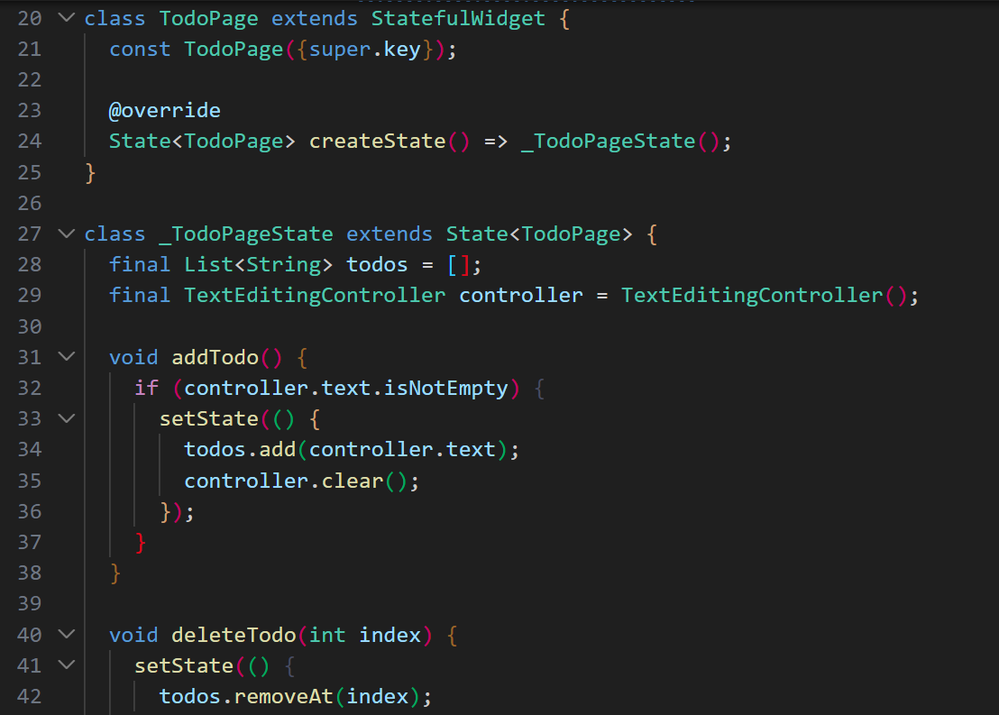 20 class TodoPage extends StatefulWidget {
21 const TodoPage({super.key});
22
23 @override
24 State<TodoPage> createState() => _TodoPageState();
25 }
26
27 class _TodoPageState extends State<TodoPage> {
28 final List<String> todos = [];
29 final TextEditingController controller = TextEditingController();
30
31 void addTodo() {
32 if (controller.text.isNotEmpty) {
33 setState(() {
34 todos.add(controller.text);
35 controller.clear();
36 });
37 }
38 }
39
40 void deleteTodo(int index) {
41 setState(() {
42 todos.removeAt(index);